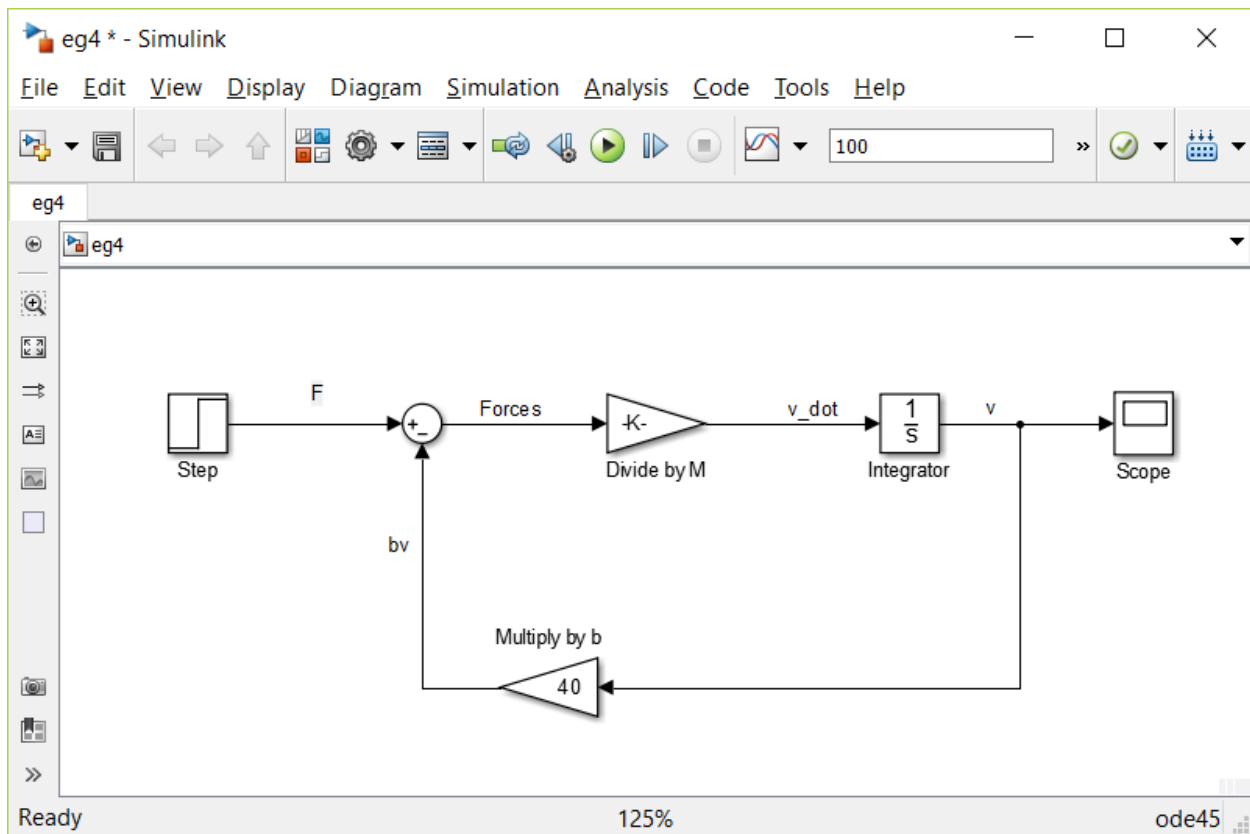 eg4 * - Simulink
File Edit View Display Diagram Simulation Analysis Code Tools Help
100 »
eg4
eg4
F
+
_
Forces
-K-
v_dot
1
s
v
Step
Divide by M
Integrator
Scope
bv
Multiply by b
40
Ready 125% ode45